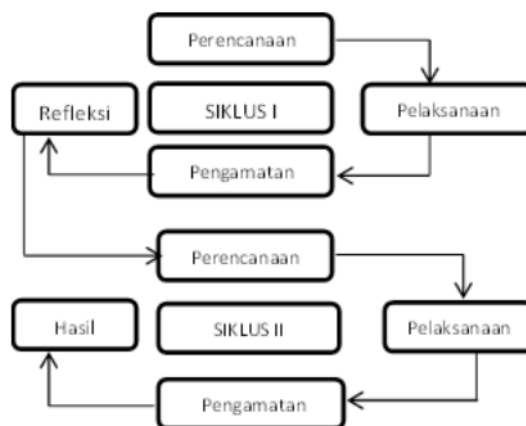 Perencanaan
Refleksi
SIKLUS I
Pelaksanaan
Pengamatan
Perencanaan
Hasil
SIKLUS II
Pelaksanaan
Pengamatan